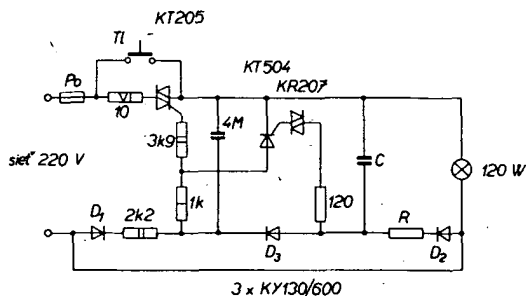 KT205
Tl
KT504
KR207
Po
10
4M
3k9
sieť 220 V
C
120 W
1k
120
D1
2k2
R
D3
D2
3 x KY130/600